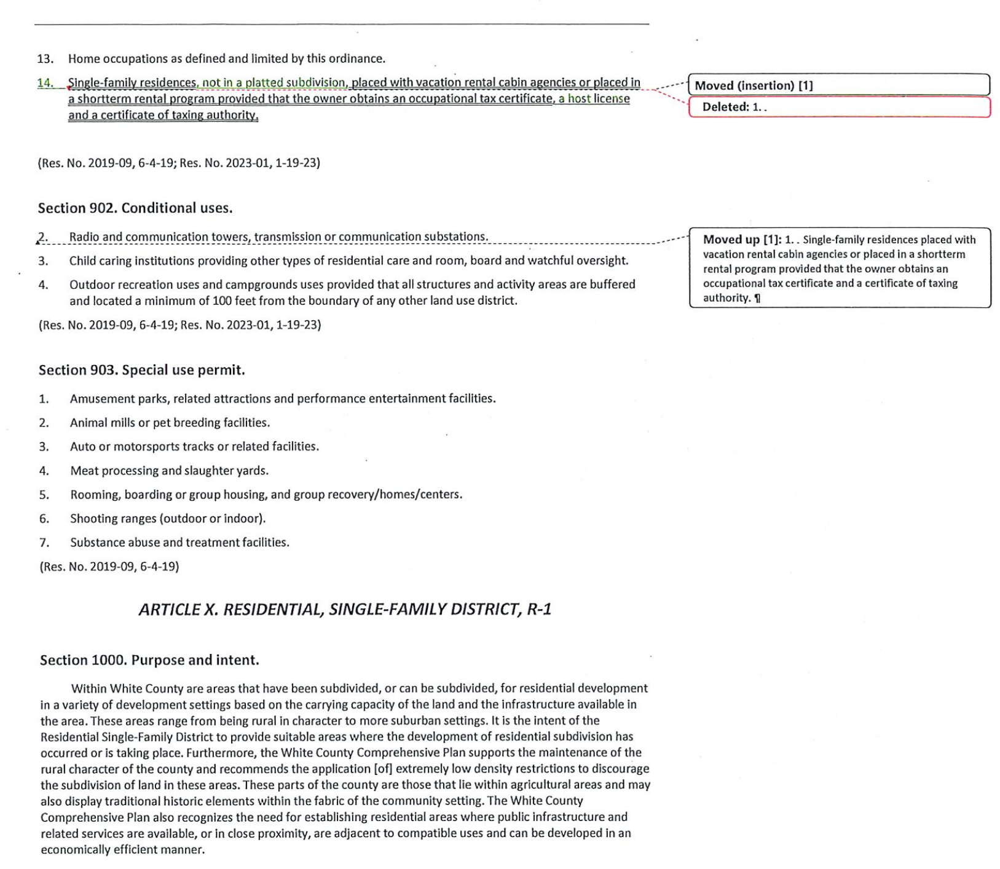 13. Home occupations as defined and limited by this ordinance.
14. Single-family residences, not in a platted subdivision, placed with vacation rental cabin agencies or placed in
a shortterm rental program provided that the owner obtains an occupational tax certificate, a host license
and a certificate of taxing authority.
Moved (insertion) [1]
Deleted: 1. .
(Res. No. 2019-09, 6-4-19; Res. No. 2023-01, 1-19-23)
Section 902. Conditional uses.
2. Radio and communication towers, transmission or communication substations.
3. Child caring institutions providing other types of residential care and room, board and watchful oversight.
4. Outdoor recreation uses and campgrounds uses provided that all structures and activity areas are buffered
and located a minimum of 100 feet from the boundary of any other land use district.
Moved up [1]: 1. . Single-family residences placed with
vacation rental cabin agencies or placed in a shortterm
rental program provided that the owner obtains an
occupational tax certificate and a certificate of taxing
authority. ¶
(Res. No. 2019-09, 6-4-19; Res. No. 2023-01, 1-19-23)
Section 903. Special use permit.
1. Amusement parks, related attractions and performance entertainment facilities.
2. Animal mills or pet breeding facilities.
3. Auto or motorsports tracks or related facilities.
4. Meat processing and slaughter yards.
5. Rooming, boarding or group housing, and group recovery/homes/centers.
6. Shooting ranges (outdoor or indoor).
7. Substance abuse and treatment facilities.
(Res. No. 2019-09, 6-4-19)
ARTICLE X. RESIDENTIAL, SINGLE-FAMILY DISTRICT, R-1
Section 1000. Purpose and intent.
Within White County are areas that have been subdivided, or can be subdivided, for residential development
in a variety of development settings based on the carrying capacity of the land and the infrastructure available in
the area. These areas range from being rural in character to more suburban settings. It is the intent of the
Residential Single-Family District to provide suitable areas where the development of residential subdivision has
occurred or is taking place. Furthermore, the White County Comprehensive Plan supports the maintenance of the
rural character of the county and recommends the application [of] extremely low density restrictions to discourage
the subdivision of land in these areas. These parts of the county are those that lie within agricultural areas and may
also display traditional historic elements within the fabric of the community setting. The White County
Comprehensive Plan also recognizes the need for establishing residential areas where public infrastructure and
related services are available, or in close proximity, are adjacent to compatible uses and can be developed in an
economically efficient manner.